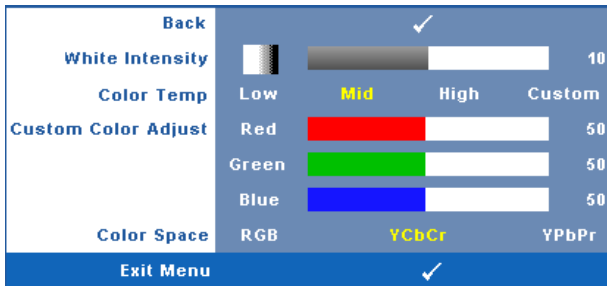 Back
White Intensity 10
Color Temp Low Mid High Custom
Custom Color Adjust Red 50
Green 50
Blue 50
Color Space RGB YCbCr YPbPr
Exit Menu